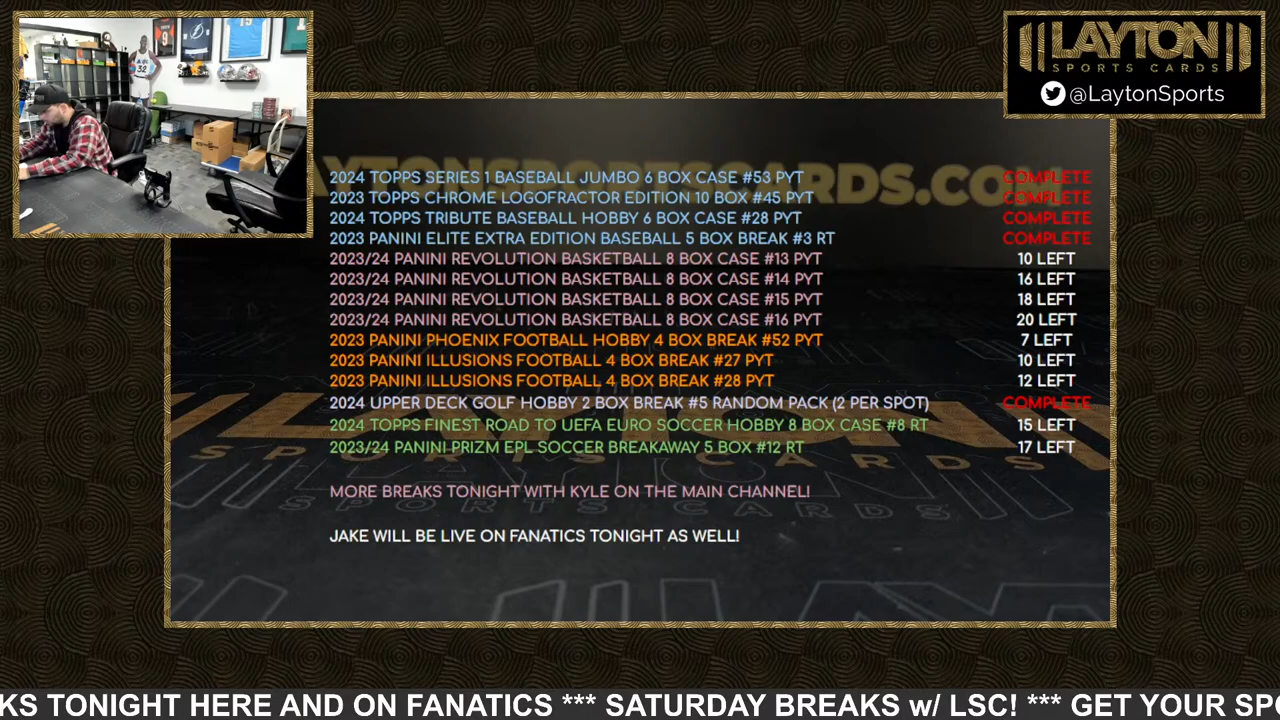 LAYTON
SPORTS CARDS
@LaytonSports
LAYTONSPORTSCARDS.CO
2024 TOPPS SERIES 1 BASEBALL JUMBO 6 BOX CASE #53 PYT COMPLETE
2023 TOPPS CHROME LOGOFRACTOR EDITION 10 BOX #45 PYT COMPLETE
2024 TOPPS TRIBUTE BASEBALL HOBBY 6 BOX CASE #28 PYT COMPLETE
2023 PANINI ELITE EXTRA EDITION BASEBALL 5 BOX BREAK #3 RT COMPLETE
2023/24 PANINI REVOLUTION BASKETBALL 8 BOX CASE #13 PYT 10 LEFT
2023/24 PANINI REVOLUTION BASKETBALL 8 BOX CASE #14 PYT 16 LEFT
2023/24 PANINI REVOLUTION BASKETBALL 8 BOX CASE #15 PYT 18 LEFT
2023/24 PANINI REVOLUTION BASKETBALL 8 BOX CASE #16 PYT 20 LEFT
2023 PANINI PHOENIX FOOTBALL HOBBY 4 BOX BREAK #52 PYT 7 LEFT
2023 PANINI ILLUSIONS FOOTBALL 4 BOX BREAK #27 PYT 10 LEFT
2023 PANINI ILLUSIONS FOOTBALL 4 BOX BREAK #28 PYT 12 LEFT
2024 UPPER DECK GOLF HOBBY 2 BOX BREAK #5 RANDOM PACK (2 PER SPOT) COMPLETE
2024 TOPPS FINEST ROAD TO UEFA EURO SOCCER HOBBY 8 BOX CASE #8 RT 15 LEFT
2023/24 PANINI PRIZM EPL SOCCER BREAKAWAY 5 BOX #12 RT 17 LEFT
MORE BREAKS TONIGHT WITH KYLE ON THE MAIN CHANNEL!
JAKE WILL BE LIVE ON FANATICS TONIGHT AS WELL!
KS TONIGHT HERE AND ON FANATICS *** SATURDAY BREAKS w/ LSC! *** GET YOUR SPO